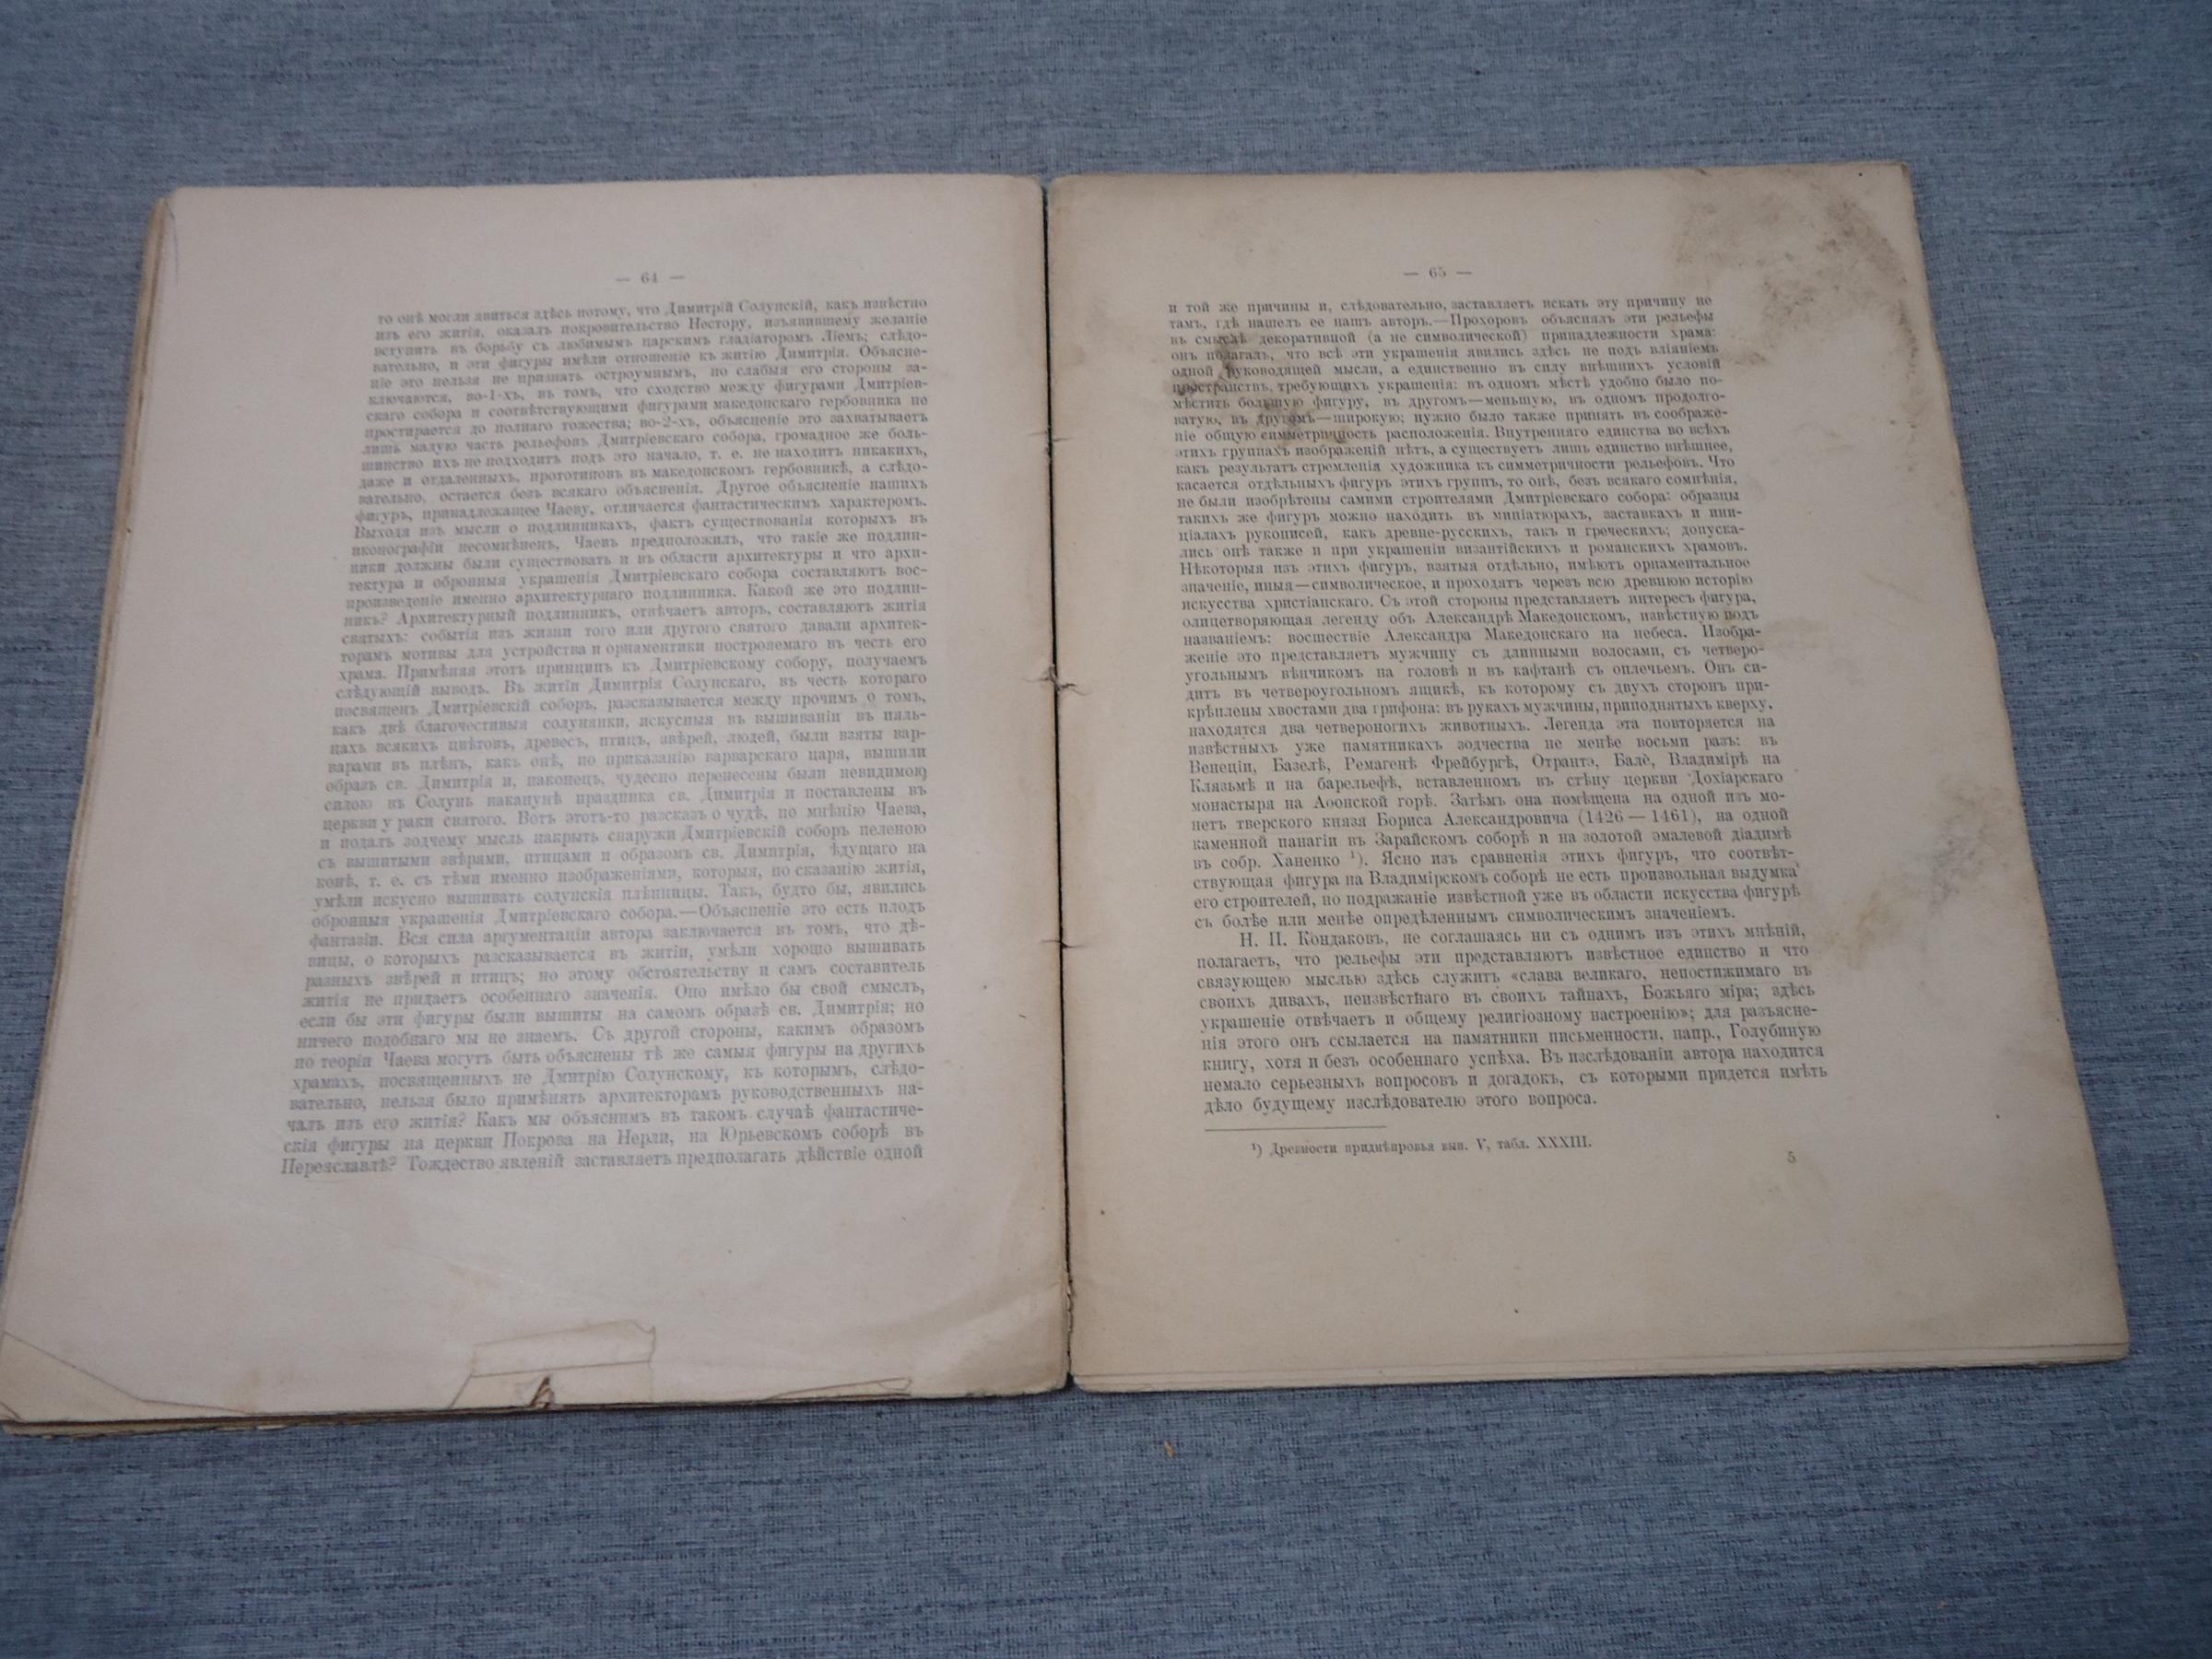 — 64 —
то онѣ могли явиться здѣсь потому, что Димитрій Солунскій, какъ извѣстно
изъ его житія, оказалъ покровительство Нестору, изъявившему желаніе
вступить въ борьбу съ любимымъ царскимъ гладіаторомъ Ліемъ; слѣдо-
вательно, и эти фигуры имѣли отношеніе къ житію Димитрія. Объясне-
ніе это нельзя не признать остроумнымъ, но слабыя его стороны за-
ключаются, во-1-хъ, въ томъ, что сходство между фигурами Дмитріев-
скаго собора и соотвѣтствующими фигурами македонскаго гербовника не
простирается до полнаго тожества; во-2-хъ, объясненіе это захватываетъ
лишь малую часть рельефовъ Дмитріевскаго собора, громадное же боль-
шинство ихъ не подходитъ подъ это начало, т. е. не находитъ никакихъ,
даже и отдаленныхъ, прототиповъ въ македонскомъ гербовникѣ, а слѣдо-
вательно, остается безъ всякаго объясненія. Другое объясненіе нашихъ
фигуръ, принадлежащее Чаеву, отличается фантастическимъ характеромъ.
Выходя изъ мысли о подлинникахъ, фактъ существованія которыхъ въ
иконографіи несомнѣненъ, Чаевъ предположилъ, что такіе же подлин-
ники должны были существовать и въ области архитектуры и что архи-
тектура и обронныя украшенія Дмитріевскаго собора составляютъ вос-
произведеніе именно архитектурнаго подлинника. Какой же это подлин-
никъ? Архитектурный подлинникъ, отвѣчаетъ авторъ, составляютъ житія
святыхъ: событія изъ жизни того или другого святого давали архитек-
торамъ мотивы для устройства и орнаментики построяемаго въ честь его
храма. Примѣняя этотъ принципъ къ Дмитріевскому собору, получаемъ
слѣдующій выводъ. Въ житіи Димитрія Солунскаго, въ честь котораго
посвященъ Дмитріевскій соборъ, разсказывается между прочимъ о томъ,
какъ двѣ благочестивыя солунянки, искусныя въ вышиваніи въ пяль-
цахъ всякихъ цвѣтовъ, древесъ, птицъ, звѣрей, людей, были взяты вар-
варами въ плѣнъ, какъ онѣ, по приказанію варварскаго царя, вышили
образъ св. Димитрія и, наконецъ, чудесно перенесены были невидимою
силою въ Солунь наканунѣ праздника св. Димитрія и поставлены въ
церкви у раки святого. Вотъ этотъ-то разсказъ о чудѣ, по мнѣнію Чаева,
и подалъ зодчему мысль накрыть снаружи Дмитріевскій соборъ пеленою
съ вышитыми звѣрями, птицами и образомъ св. Димитрія, ѣдущаго на
конѣ, т. е. съ тѣми именно изображеніями, которыя, по сказанію житія,
умѣли искусно вышивать солунскія плѣнницы. Такъ, будто бы, явились
обронныя украшенія Дмитріевскаго собора.—Объясненіе это есть плодъ
фантазіи. Вся сила аргументаціи автора заключается въ томъ, что дѣ-
вицы, о которыхъ разсказывается въ житіи, умѣли хорошо вышивать
разныхъ звѣрей и птицъ; но этому обстоятельству и самъ составитель
житія не придаетъ особеннаго значенія. Оно имѣло бы свой смыслъ,
если бы эти фигуры были вышиты на самомъ образѣ св. Димитрія; но
ничего подобнаго мы не знаемъ. Съ другой стороны, какимъ образомъ
по теоріи Чаева могутъ быть объяснены тѣ же самыя фигуры на другихъ
храмахъ, посвященныхъ не Дмитрію Солунскому, къ которымъ, слѣдо-
вательно, нельзя было примѣнять архитекторамъ руководственныхъ на-
чалъ изъ его житія? Какъ мы объяснимъ въ такомъ случаѣ фантастиче-
скія фигуры на церкви Покрова на Нерли, на Юрьевскомъ соборѣ въ
Переяславлѣ? Тождество явленій заставляетъ предполагать дѣйствіе одной
— 65 —
и той же причины и, слѣдовательно, заставляетъ искать эту причину не
тамъ, гдѣ нашелъ ее нашъ авторъ.—Прохоровъ объяснялъ эти рельефы
въ смыслѣ декоративной (а не символической) принадлежности храма:
онъ полагалъ, что всѣ эти украшенія явились здѣсь не подъ вліяніемъ
одной руководящей мысли, а единственно въ силу внѣшнихъ условій
пространствъ, требующихъ украшенія: въ одномъ мѣстѣ удобно было по-
мѣстить большую фигуру, въ другомъ—меньшую, въ одномъ продолго-
ватую, въ другомъ—широкую; нужно было также принять въ соображе-
ніе общую симметричность расположенія. Внутренняго единства во всѣхъ
этихъ группахъ изображеній нѣтъ, а существуетъ лишь единство внѣшнее,
какъ результатъ стремленія художника къ симметричности рельефовъ. Что
касается отдѣльныхъ фигуръ этихъ группъ, то онѣ, безъ всякаго сомнѣнія,
не были изобрѣтены самими строителями Дмитріевскаго собора: образцы
такихъ же фигуръ можно находить въ миніатюрахъ, заставкахъ и ини-
ціалахъ рукописей, какъ древне-русскихъ, такъ и греческихъ; допуска-
лись онѣ также и при украшеніи византійскихъ и романскихъ храмовъ.
Нѣкоторыя изъ этихъ фигуръ, взятыя отдѣльно, имѣютъ орнаментальное
значеніе, иныя—символическое, и проходятъ черезъ всю древнюю исторію
искусства христіанскаго. Съ этой стороны представляетъ интересъ фигура,
олицетворяющая легенду объ Александрѣ Македонскомъ, извѣстную подъ
названіемъ: восшествіе Александра Македонскаго на небеса. Изобра-
женіе это представляетъ мужчину съ длинными волосами, съ четверо-
угольнымъ вѣнчикомъ на головѣ и въ кафтанѣ съ оплечьемъ. Онъ си-
дитъ въ четвероугольномъ ящикѣ, къ которому съ двухъ сторонъ при-
крѣплены хвостами два грифона: въ рукахъ мужчины, приподнятыхъ кверху,
находятся два четвероногихъ животныхъ. Легенда эта повторяется на
извѣстныхъ уже памятникахъ зодчества не менѣе восьми разъ: въ
Венеціи, Базелѣ, Ремагенѣ Фрейбургѣ, Отранто, Балѐ, Владимірѣ на
Клязьмѣ и на барельефѣ, вставленномъ въ стѣну церкви Дохіарскаго
монастыря на Аѳонской горѣ. Затѣмъ она помѣщена на одной изъ мо-
нетъ тверского князя Бориса Александровича (1426 — 1461), на одной
каменной панагіи въ Зарайскомъ соборѣ и на золотой эмалевой діадимѣ
въ собр. Ханенко ¹). Ясно изъ сравненія этихъ фигуръ, что соотвѣт-
ствующая фигура на Владимірскомъ соборѣ не есть произвольная выдумка
его строителей, но подражаніе извѣстной уже въ области искусства фигурѣ
съ болѣе или менѣе опредѣленнымъ символическимъ значеніемъ.
Н. П. Кондаковъ, не соглашаясь ни съ однимъ изъ этихъ мнѣній,
полагаетъ, что рельефы эти представляютъ извѣстное единство и что
связующею мыслью здѣсь служитъ «слава великаго, непостижимаго въ
своихъ дивахъ, неизвѣстнаго въ своихъ тайнахъ, Божьяго міра; здѣсь
украшеніе отвѣчаетъ и общему религіозному настроенію»; для разъясне-
нія этого онъ ссылается на памятники письменности, напр., Голубиную
книгу, хотя и безъ особеннаго успѣха. Въ изслѣдованіи автора находится
немало серьезныхъ вопросовъ и догадокъ, съ которыми придется имѣть
дѣло будущему изслѣдователю этого вопроса.
¹) Древности приднѣпровья вып. V, табл. XXXIII.
5